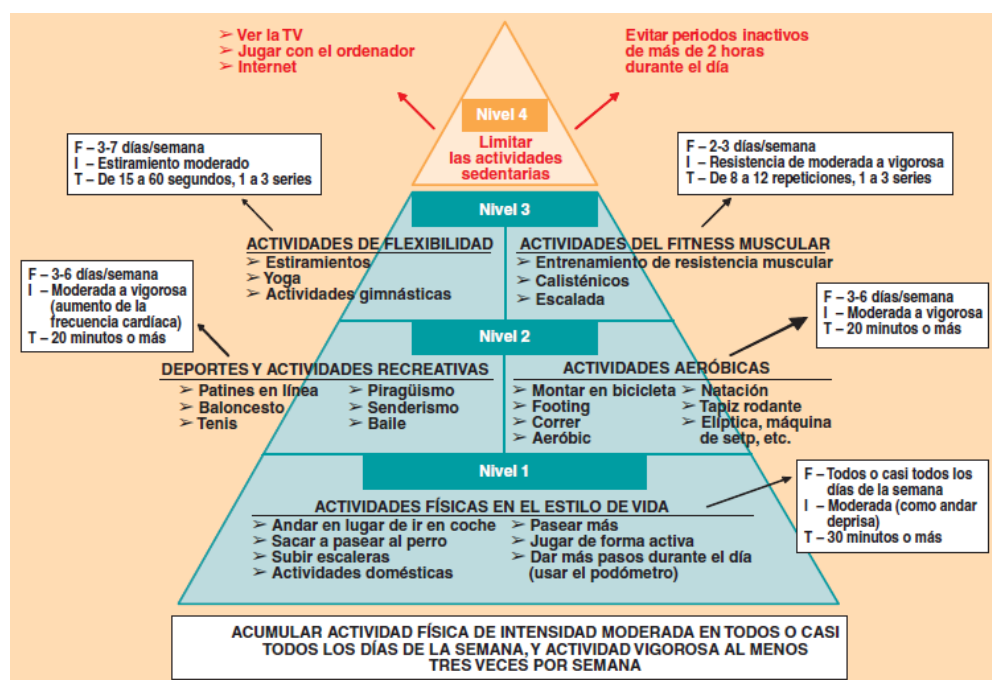 ➢ Ver la TV
➢ Jugar con el ordenador
➢ Internet
Evitar periodos inactivos
de más de 2 horas
durante el día
Nivel 4
Limitar
las actividades
sedentarias
F – 3-7 días/semana
I – Estiramiento moderado
T – De 15 a 60 segundos, 1 a 3 series
F – 2-3 días/semana
I – Resistencia de moderada a vigorosa
T – De 8 a 12 repeticiones, 1 a 3 series
Nivel 3
ACTIVIDADES DE FLEXIBILIDAD
➢ Estiramientos
➢ Yoga
➢ Actividades gimnásticas
ACTIVIDADES DEL FITNESS MUSCULAR
➢ Entrenamiento de resistencia muscular
➢ Calisténicos
➢ Escalada
F – 3-6 días/semana
I – Moderada a vigorosa
(aumento de la
frecuencia cardíaca)
T – 20 minutos o más
F – 3-6 días/semana
I – Moderada a vigorosa
T – 20 minutos o más
Nivel 2
DEPORTES Y ACTIVIDADES RECREATIVAS
➢ Patines en línea
➢ Baloncesto
➢ Tenis
➢ Piragüismo
➢ Senderismo
➢ Baile
ACTIVIDADES AERÓBICAS
➢ Montar en bicicleta
➢ Footing
➢ Correr
➢ Aeróbic
➢ Natación
➢ Tapiz rodante
➢ Elíptica, máquina
de setp, etc.
Nivel 1
ACTIVIDADES FÍSICAS EN EL ESTILO DE VIDA
➢ Andar en lugar de ir en coche
➢ Sacar a pasear al perro
➢ Subir escaleras
➢ Actividades domésticas
➢ Pasear más
➢ Jugar de forma activa
➢ Dar más pasos durante el día
(usar el podómetro)
F – Todos o casi todos los
días de la semana
I – Moderada (como andar
deprisa)
T – 30 minutos o más
ACUMULAR ACTIVIDAD FÍSICA DE INTENSIDAD MODERADA EN TODOS O CASI
TODOS LOS DÍAS DE LA SEMANA, Y ACTIVIDAD VIGOROSA AL MENOS
TRES VECES POR SEMANA